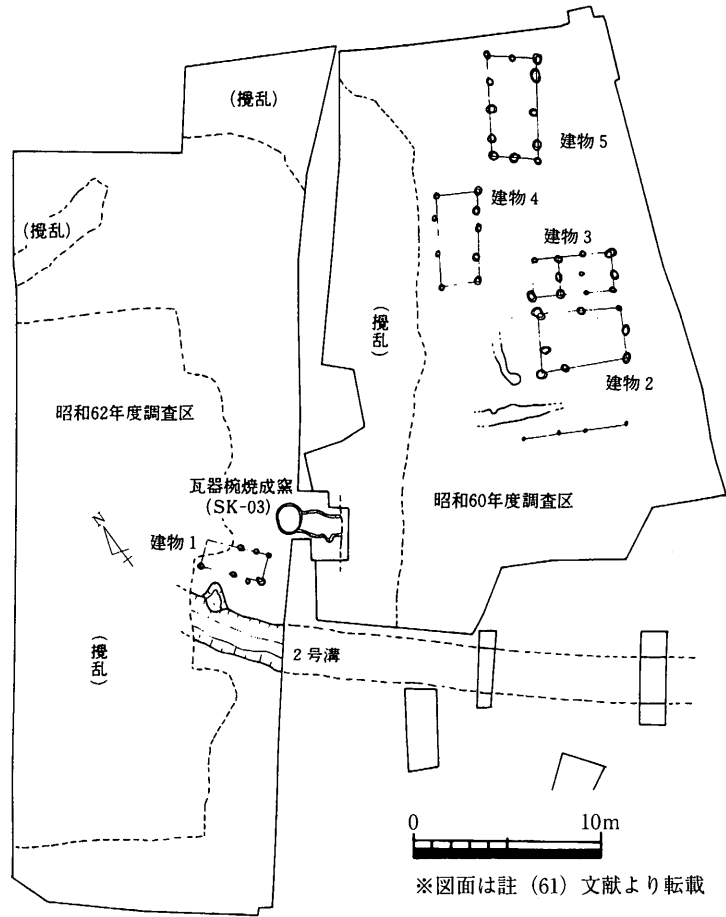 (攪乱)
建物5
(攪乱)
建物4
建物3
(攪乱)
建物2
昭和62年度調査区
瓦器椀焼成窯
(SK-03)
昭和60年度調査区
N
建物1
2号溝
(攪乱)
0 10m
※図面は註(61)文献より転載